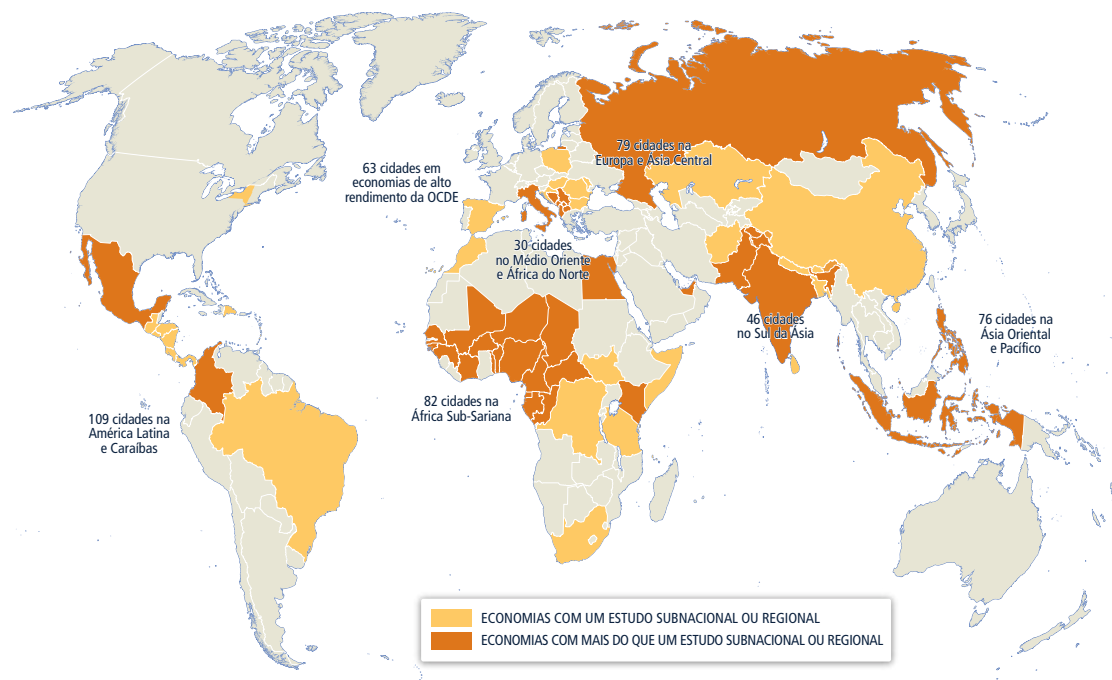 79 cidades na
Europa e Ásia Central
63 cidades em
economias de alto
rendimento da OCDE
30 cidades
no Médio Oriente
e África do Norte
46 cidades
no Sul da Ásia
76 cidades na
Ásia Oriental
e Pacífico
82 cidades na
África Sub-Sariana
109 cidades na
América Latina
e Caraíbas
ECONOMIAS COM UM ESTUDO SUBNACIONAL OU REGIONAL
ECONOMIAS COM MAIS DO QUE UM ESTUDO SUBNACIONAL OU REGIONAL